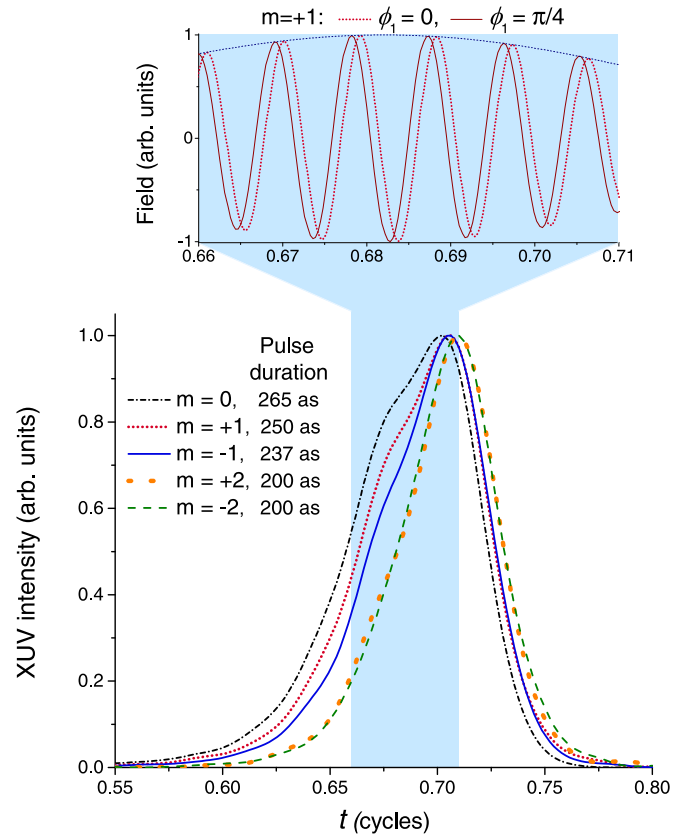 m=+1: ϕ₁ = 0, ϕ₁ = π/4
Field (arb. units)
1
0
-1
0.66 0.67 0.68 0.69 0.70 0.71
XUV intensity (arb. units)
1.0
0.8
0.6
0.4
0.2
0.0
Pulse
duration
m = 0, 265 as
m = +1, 250 as
m = -1, 237 as
m = +2, 200 as
m = -2, 200 as
0.55 0.60 0.65 0.70 0.75 0.80
t (cycles)